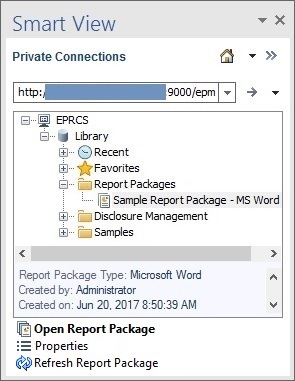 Smart View
Private Connections
http:/ :9000/epm
EPRCS
Library
Recent
Favorites
Report Packages
Sample Report Package - MS Word
Disclosure Management
Samples
Report Package Type: Microsoft Word
Created by: Administrator
Created on: Jun 20, 2017 8:50:39 AM
Open Report Package
Properties
Refresh Report Package